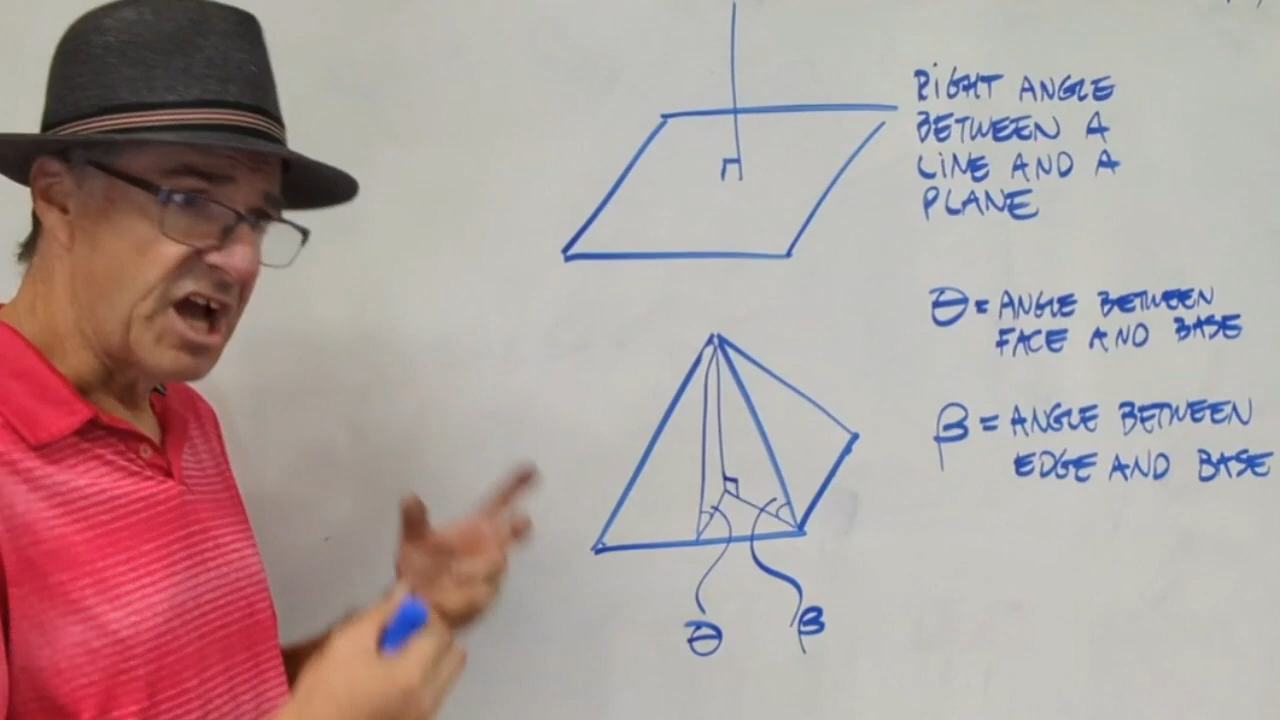 RIGHT ANGLE
BETWEEN A
LINE AND A
PLANE
θ = ANGLE BETWEEN
FACE AND BASE
β = ANGLE BETWEEN
EDGE AND BASE
θ
β